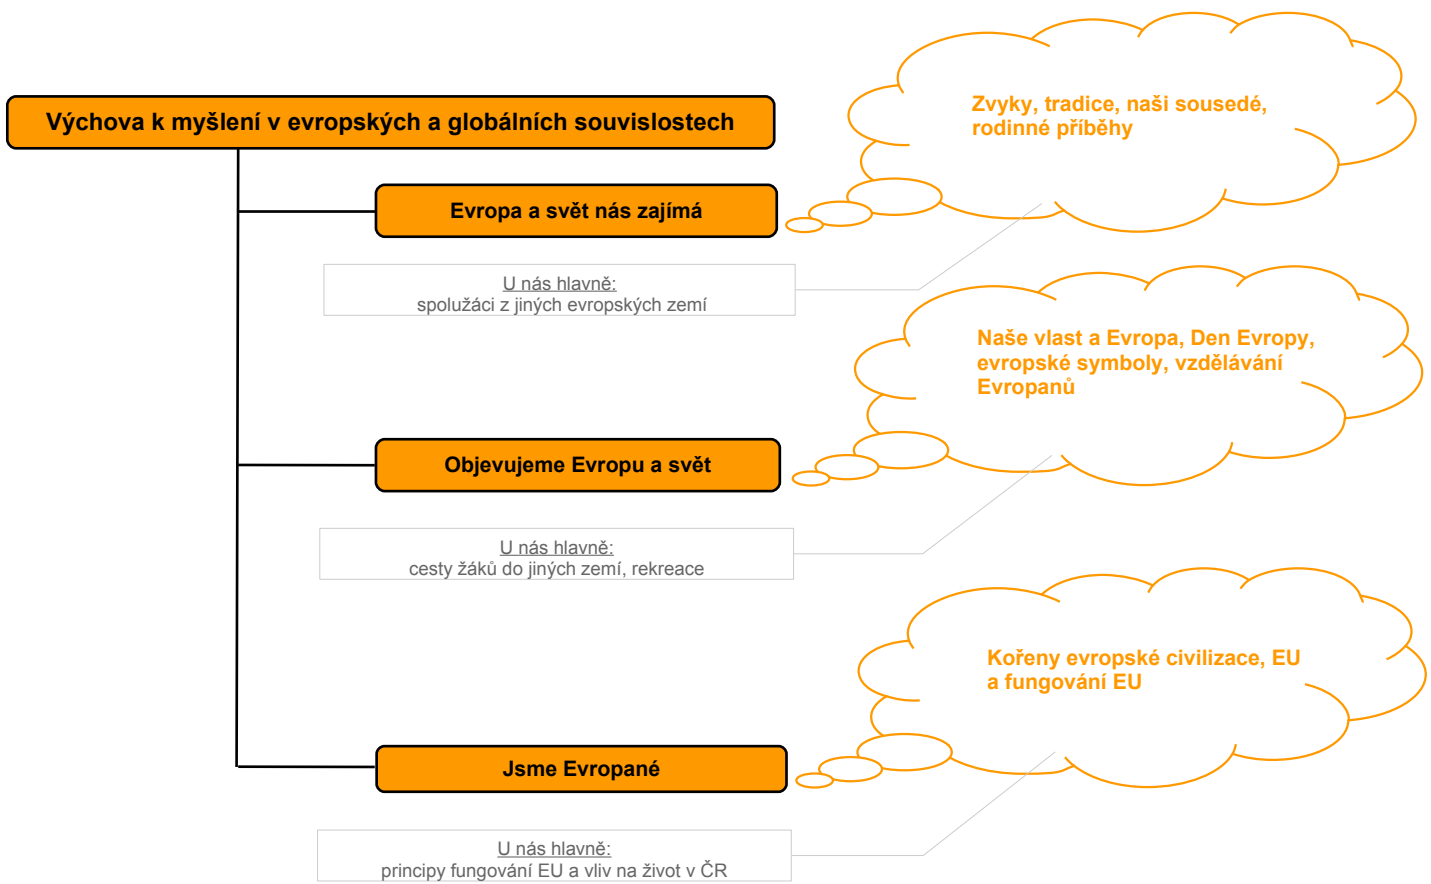 Výchova k myšlení v evropských a globálních souvislostech
Zvyky, tradice, naši sousedé,
rodinné příběhy
Evropa a svět nás zajímá
U nás hlavně:
spolužáci z jiných evropských zemí
Naše vlast a Evropa, Den Evropy,
evropské symboly, vzdělávání
Evropanů
Objevujeme Evropu a svět
U nás hlavně:
cesty žáků do jiných zemí, rekreace
Kořeny evropské civilizace, EU
a fungování EU
Jsme Evropané
U nás hlavně:
principy fungování EU a vliv na život v ČR